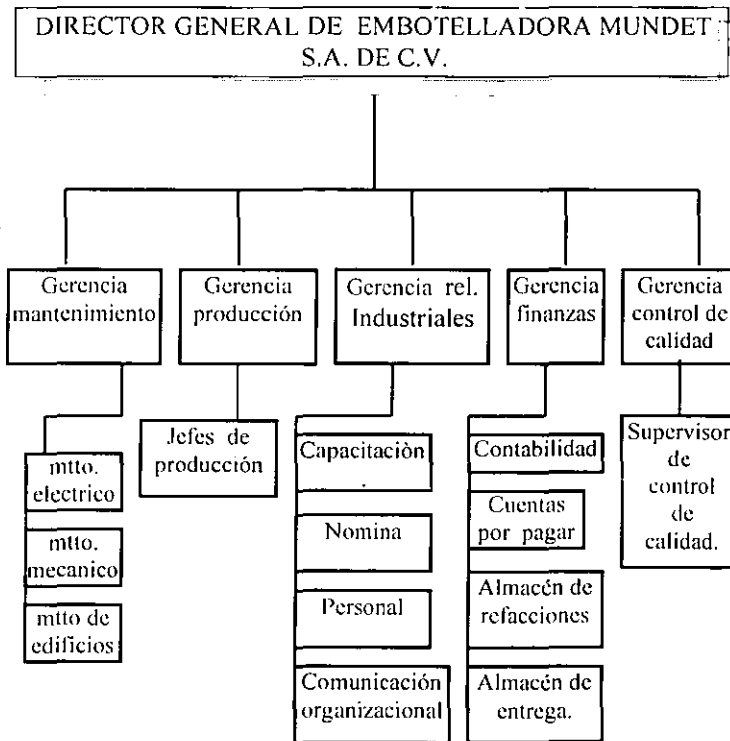 DIRECTOR GENERAL DE EMBOTELLADORA MUNDET
S.A. DE C.V.
Gerencia
mantenimiento
Gerencia
producción
Gerencia rel.
Industriales
Gerencia
finanzas
Gerencia
control de
calidad
mtto.
electrico
mtto.
mecanico
mtto de
edificios
Jefes de
producción
Capacitaciòn
Nomina
Personal
Comunicación
organizacional
Contabilidad
Cuentas
por pagar
Almacén de
refacciones
Almacén de
entrega.
Supervisor
de
control
de
calidad.